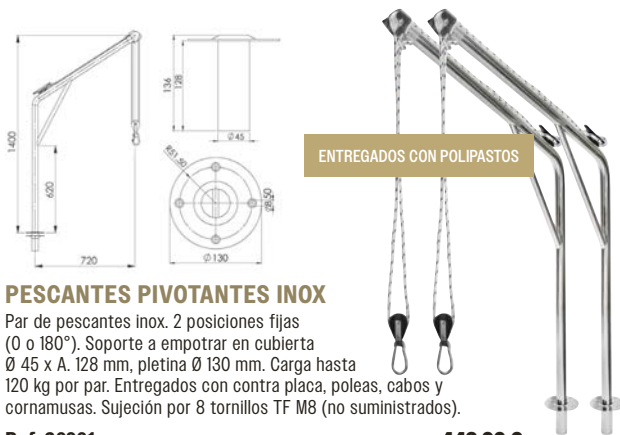 136
128
Ø45
1400
620
720
R51.50
Ø8,50
Ø130
ENTREGADOS CON POLIPASTOS
PESCANTES PIVOTANTES INOX
Par de pescantes inox. 2 posiciones fijas
(0 o 180°). Soporte a empotrar en cubierta
Ø 45 x A. 128 mm, pletina Ø 130 mm. Carga hasta
120 kg por par. Entregados con contra placa, poleas, cabos y
cornamusas. Sujeción por 8 tornillos TF M8 (no suministrados).